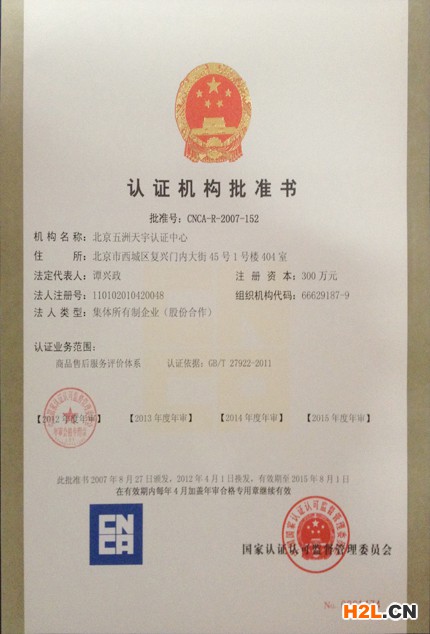 认证机构批准书
批准号: CNCA-R-2007-152
机构名称: 北京五洲天宇认证中心
住所: 北京市西城区复兴门内大街45号1号楼404室
法定代表人: 谭兴政 注册资本: 300万元
法人注册号: 110102010420048 组织机构代码: 66629187-9
法人类型: 集体所有制企业（股份合作）
认证业务范围:
商品售后服务评价体系 认证依据: GB/T 27922-2011
【2012年度年审】 【2013年度年审】 【2014年度年审】 【2015年度年审】
此批准书2007年8月27日颁发，2012年4月1日换发，有效期至2015年8月1日
在有效期内每年4月加盖年审合格专用章继续有效
CNCA
国家认证认可监督管理委员会
No.
H2L.CN